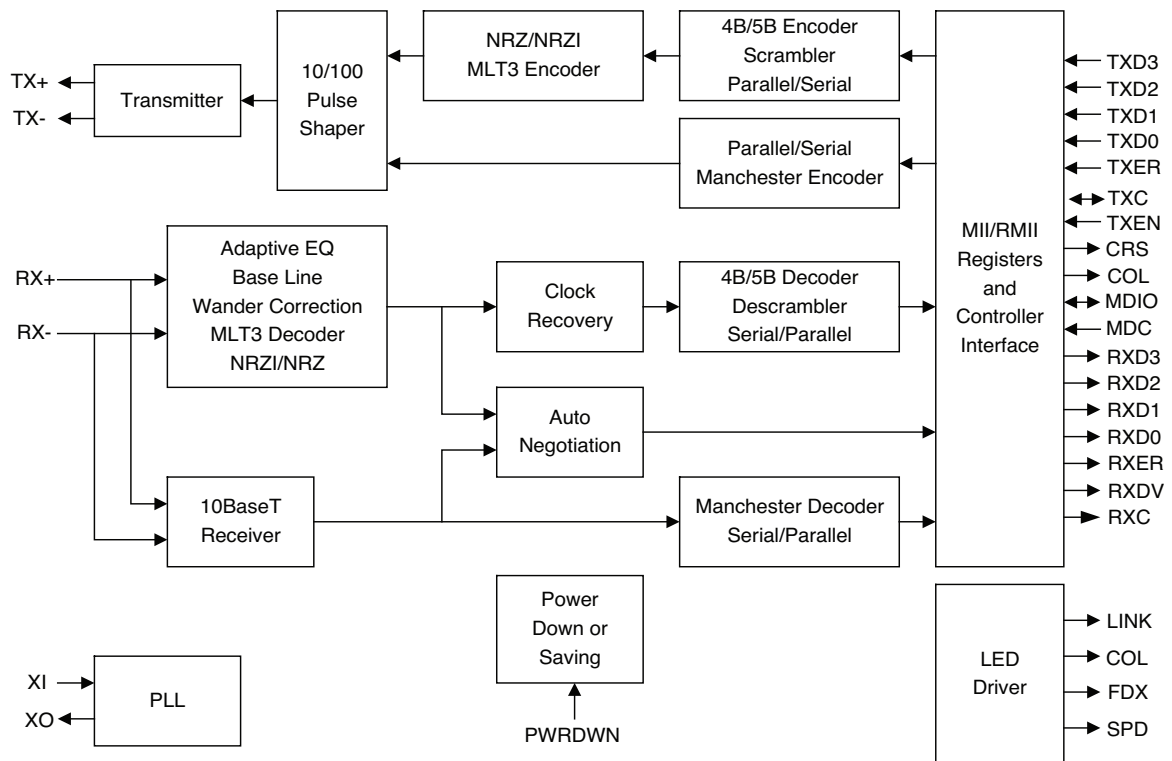 TX+
TX-
Transmitter
10/100
Pulse
Shaper
NRZ/NRZI
MLT3 Encoder
4B/5B Encoder
Scrambler
Parallel/Serial
Parallel/Serial
Manchester Encoder
RX+
RX-
Adaptive EQ
Base Line
Wander Correction
MLT3 Decoder
NRZI/NRZ
Clock
Recovery
4B/5B Decoder
Descrambler
Serial/Parallel
Auto
Negotiation
10BaseT
Receiver
Manchester Decoder
Serial/Parallel
MII/RMII
Registers
and
Controller
Interface
TXD3
TXD2
TXD1
TXD0
TXER
TXC
TXEN
CRS
COL
MDIO
MDC
RXD3
RXD2
RXD1
RXD0
RXER
RXDV
RXC
Power
Down or
Saving
PWRDWN
XI
XO
PLL
LED
Driver
LINK
COL
FDX
SPD